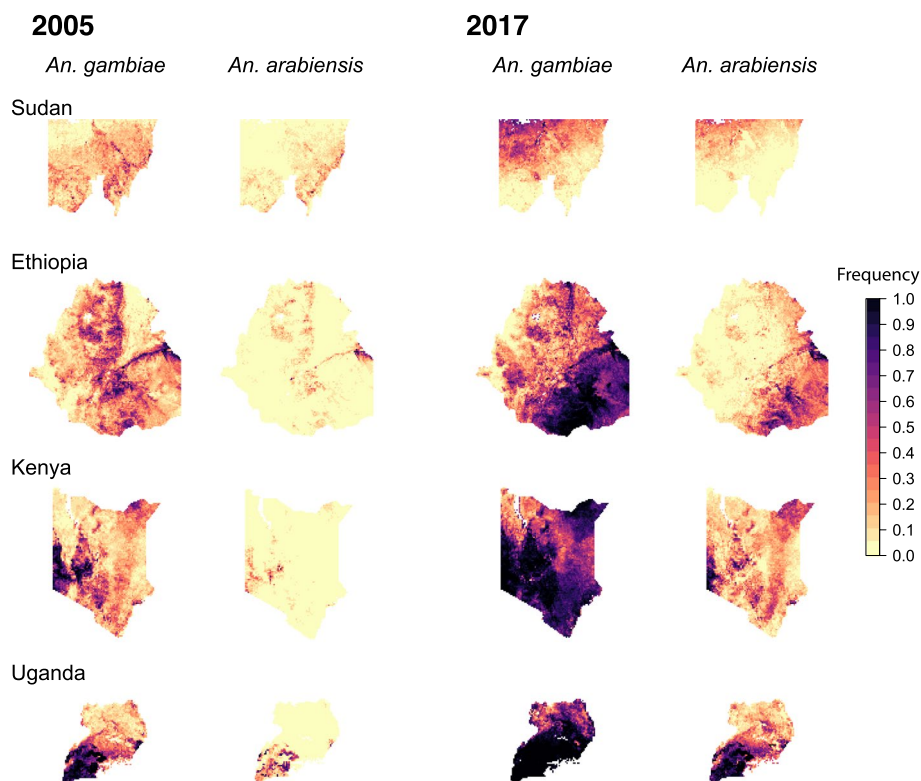 2005 2017
An. gambiae An. arabiensis An. gambiae An. arabiensis
Sudan
Ethiopia
Frequency
1.0
0.9
0.8
0.7
0.6
0.5
0.4
0.3
0.2
0.1
0.0
Kenya
Uganda